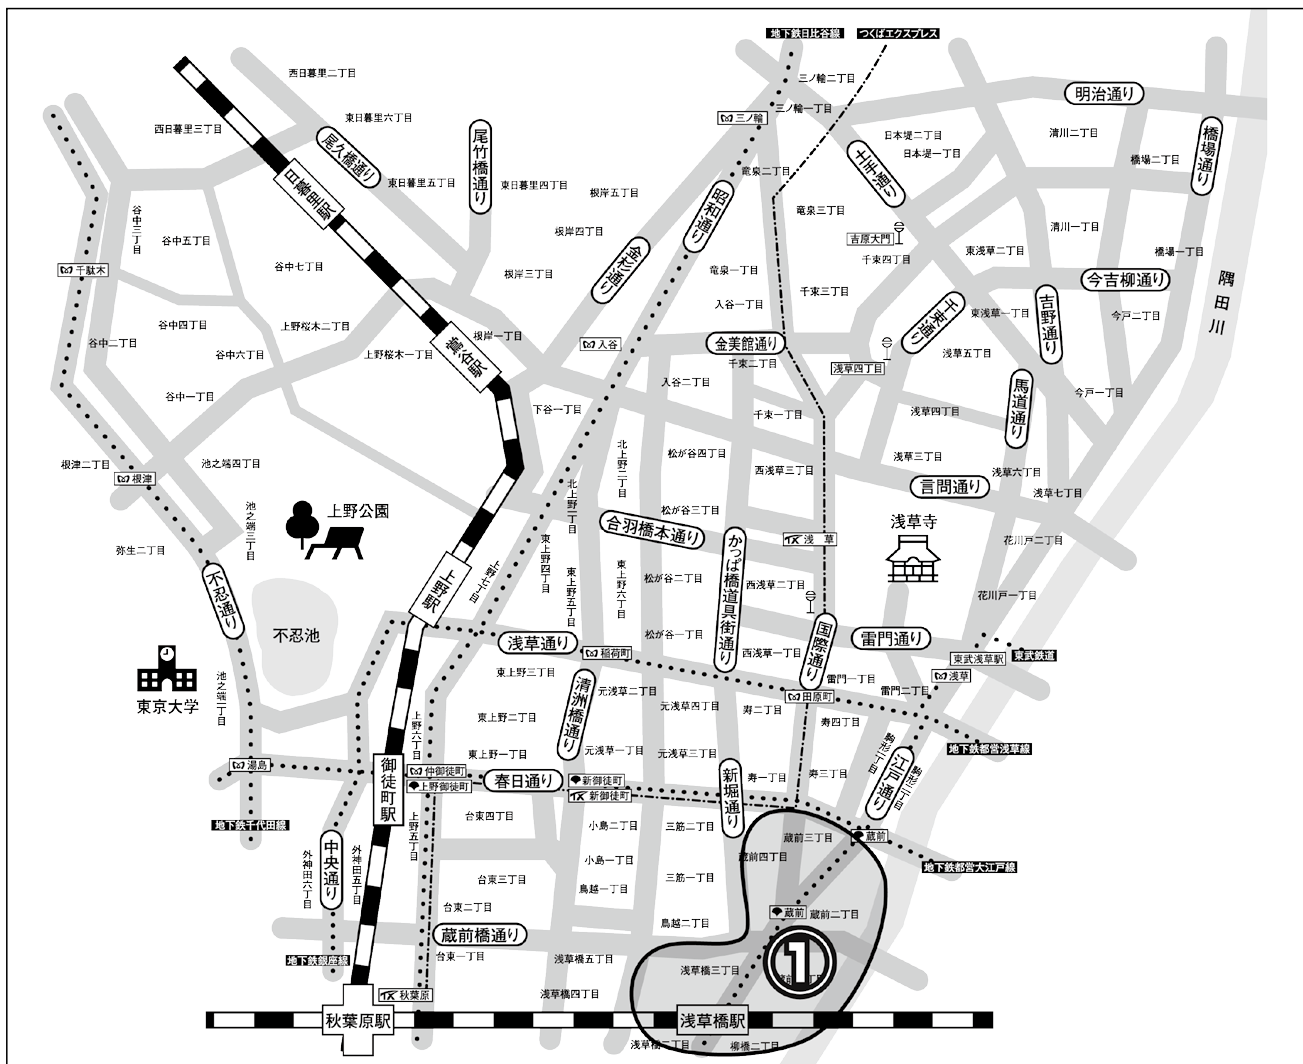 地下鉄日比谷線
つくばエクスプレス
西日暮里二丁目
三ノ輪二丁目
明治通り
東日暮里六丁目
三ノ輪
三ノ輪一丁目
西日暮里三丁目
尾久橋通り
尾竹橋通り
日本堤二丁目
日本堤一丁目
清川二丁目
橋場二丁目
橋場通り
土手通り
竜泉二丁目
日暮里駅
東日暮里五丁目
東日暮里四丁目
根岸五丁目
昭和通り
竜泉三丁目
谷中三丁目
谷中五丁目
根岸四丁目
吉原大門
清川一丁目
東浅草二丁目
橋場一丁目
千駄木
谷中七丁目
根岸三丁目
金杉通り
竜泉一丁目
千束四丁目
今吉柳通り
隅田川
千束三丁目
入谷一丁目
千束通り
東浅草一丁目
吉野通り
今戸二丁目
谷中四丁目
上野桜木二丁目
根岸一丁目
谷中二丁目
谷中六丁目
上野桜木一丁目
鶯谷駅
入谷
金美館通り
千束二丁目
浅草五丁目
浅草四丁目
入谷二丁目
馬道通り
今戸一丁目
谷中一丁目
下谷一丁目
千束一丁目
浅草四丁目
北上野二丁目
松が谷四丁目
西浅草三丁目
浅草三丁目
根津二丁目
池之端四丁目
根津
言問通り
浅草六丁目
浅草七丁目
北上野一丁目
上野公園
池之端三丁目
松が谷三丁目
合羽橋本通り
かっぱ橋道具街通り
浅草
浅草寺
弥生二丁目
東上野四丁目
花川戸二丁目
不忍通り
上野駅
上野七丁目
東上野五丁目
東上野六丁目
松が谷二丁目
西浅草二丁目
花川戸一丁目
不忍池
浅草通り
稲荷町
松が谷一丁目
西浅草一丁目
国際通り
雷門通り
東武浅草駅
東武鉄道
浅草
東京大学
池之端二丁目
東上野三丁目
清洲橋通り
元浅草二丁目
元浅草四丁目
田原町
雷門一丁目
雷門二丁目
寿二丁目
寿四丁目
上野六丁目
東上野二丁目
東上野一丁目
元浅草一丁目
元浅草三丁目
駒形一丁目
駒形二丁目
江戸通り
地下鉄都営浅草線
湯島
御徒町駅
仲御徒町
上野御徒町
春日通り
新御徒町
新御徒町
新堀通り
寿一丁目
寿三丁目
地下鉄千代田線
上野五丁目
台東四丁目
小島二丁目
三筋二丁目
蔵前三丁目
蔵前
中央通り
外神田六丁目
外神田五丁目
小島一丁目
蔵前四丁目
地下鉄都営大江戸線
台東三丁目
鳥越一丁目
三筋一丁目
台東二丁目
鳥越二丁目
蔵前
蔵前二丁目
蔵前橋通り
地下鉄銀座線
台東一丁目
浅草橋五丁目
浅草橋三丁目
1
秋葉原
浅草橋四丁目
秋葉原駅
浅草橋駅
浅草橋二丁目
柳橋二丁目